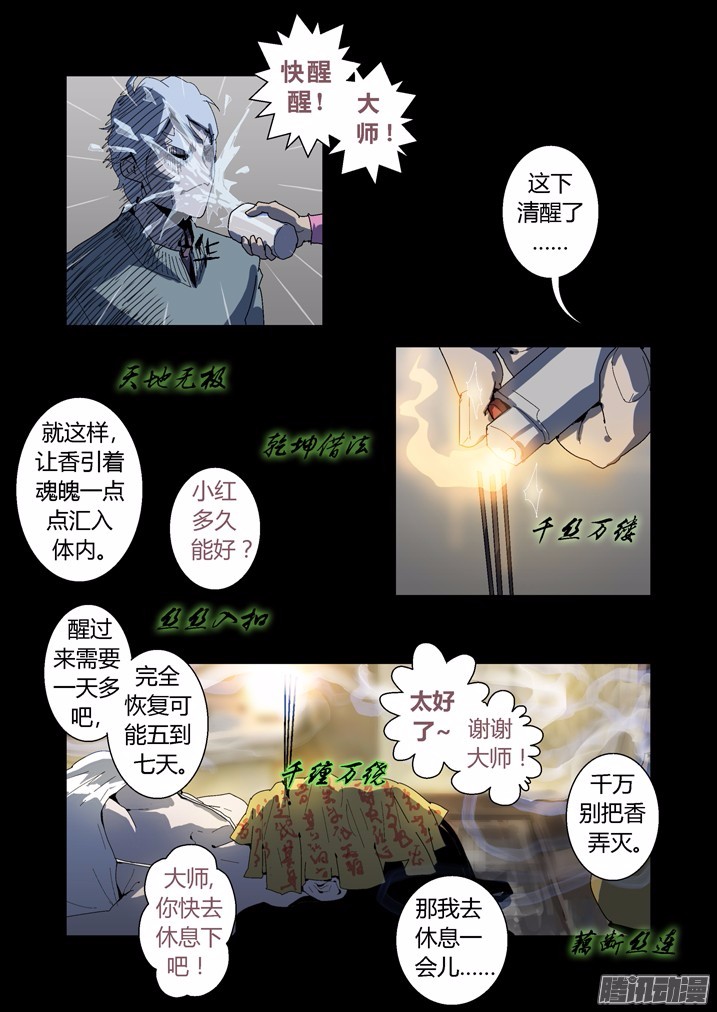 快醒
醒！
大
师！
这下
清醒了
……
天地无极
乾坤借法
就这样，
让香引着
魂魄一点
点汇入
体内。
小红
多久
能好？
千丝万缕
丝丝入扣
醒过
来需要
一天多
吧，
完全
恢复可
能五到
七天。
太好
了~
谢谢
大师！
千缠万绕
千万
别把香
弄灭。
大师，
你快去
休息下
吧！
那我去
休息一
会儿……
藕断丝连
腾讯动漫